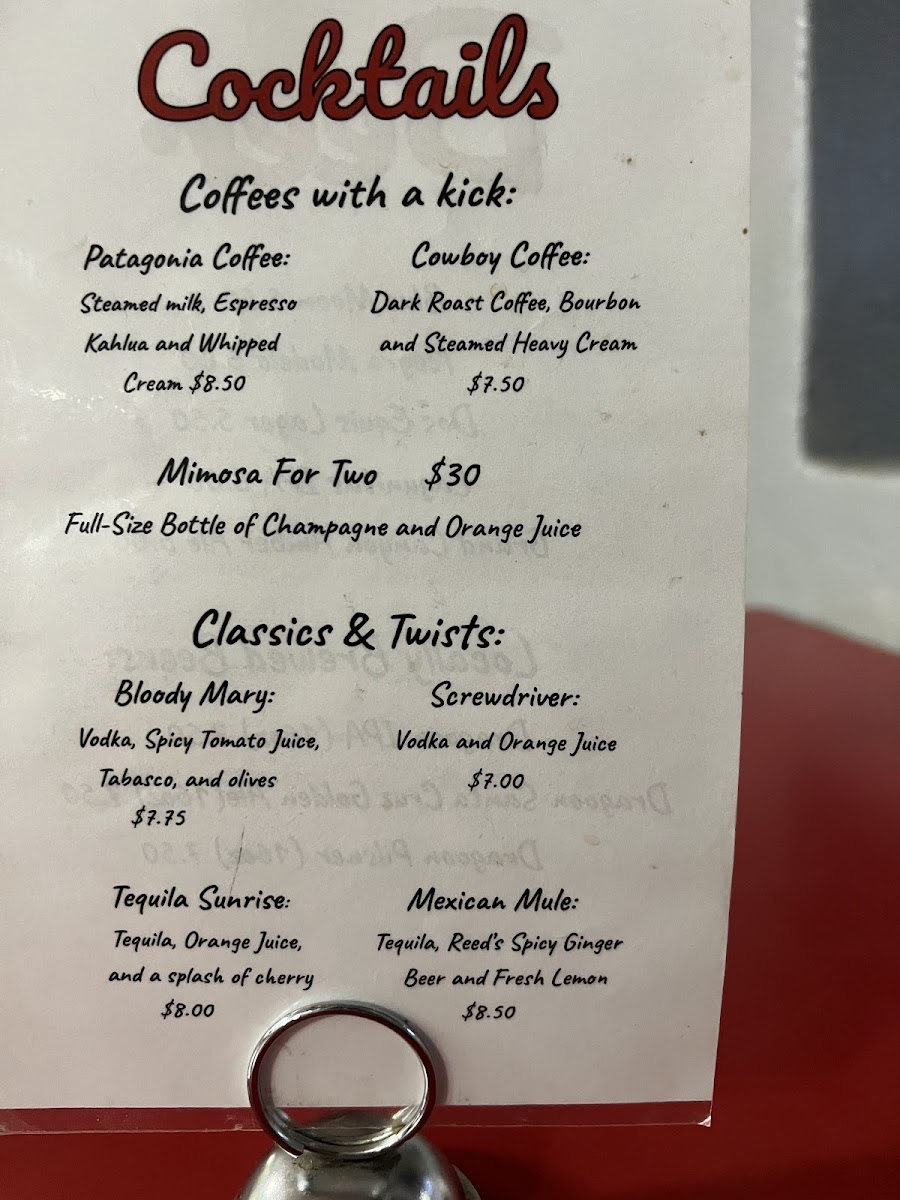 Cocktails
Coffees with a kick:
Patagonia Coffee:
Steamed milk, Espresso
Kahlua and Whipped
Cream $8.50
Cowboy Coffee:
Dark Roast Coffee, Bourbon
and Steamed Heavy Cream
$7.50
Mimosa For Two $30
Full-Size Bottle of Champagne and Orange Juice
Classics & Twists:
Bloody Mary:
Vodka, Spicy Tomato Juice,
Tabasco, and olives
$7.75
Screwdriver:
Vodka and Orange Juice
$7.00
Tequila Sunrise:
Tequila, Orange Juice,
and a splash of cherry
$8.00
Mexican Mule:
Tequila, Reed's Spicy Ginger
Beer and Fresh Lemon
$8.50